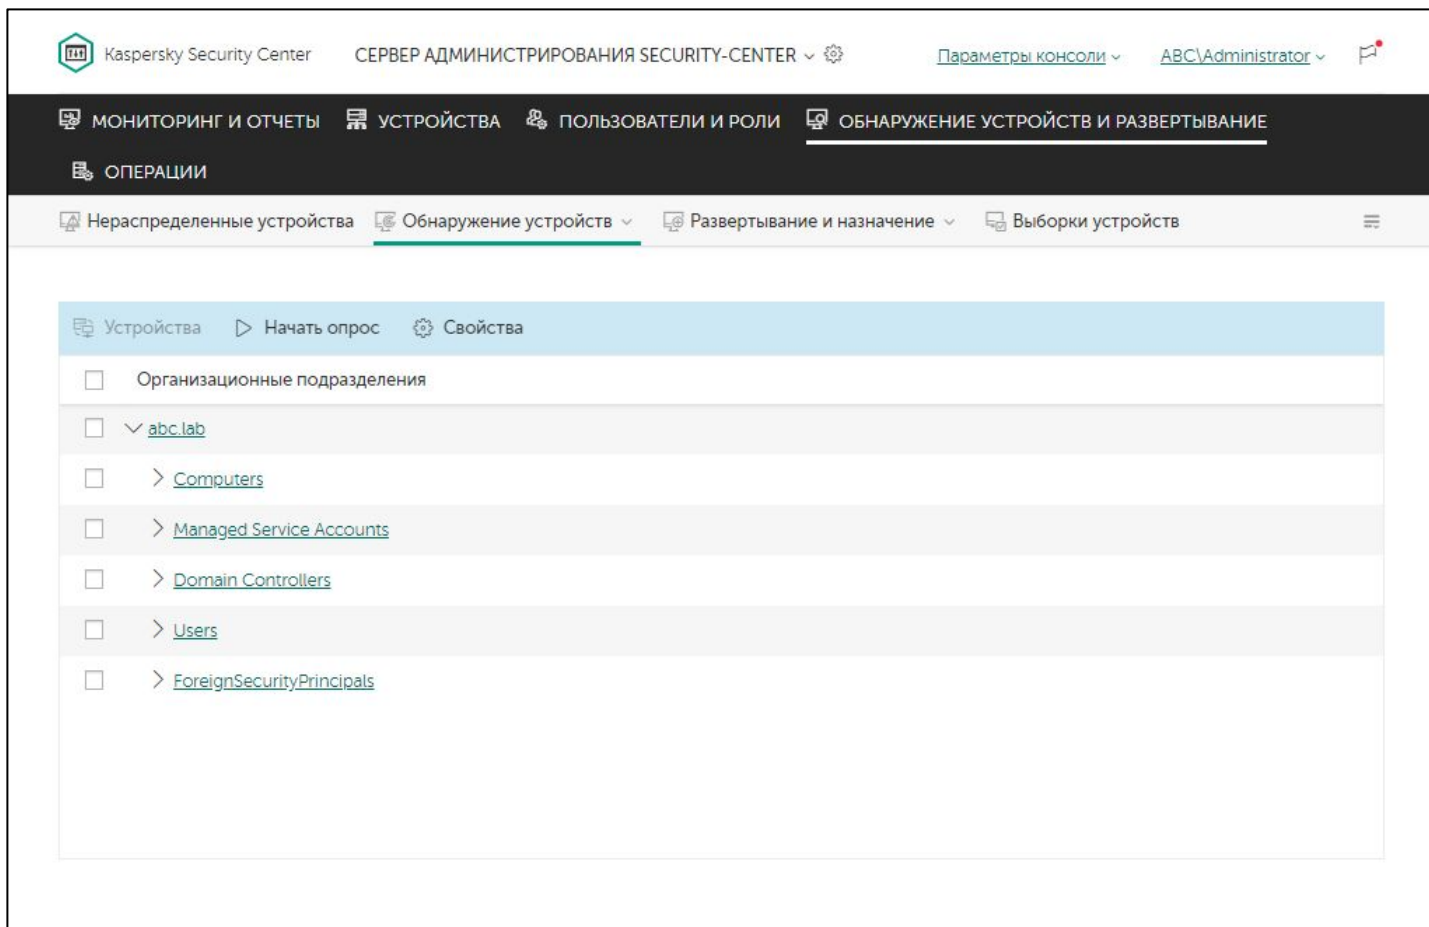 Kaspersky Security Center СЕРВЕР АДМИНИСТРИРОВАНИЯ SECURITY-CENTER Параметры консоли ABC\Administrator
МОНИТОРИНГ И ОТЧЕТЫ УСТРОЙСТВА ПОЛЬЗОВАТЕЛИ И РОЛИ ОБНАРУЖЕНИЕ УСТРОЙСТВ И РАЗВЕРТЫВАНИЕ
ОПЕРАЦИИ
Нераспределенные устройства Обнаружение устройств Развертывание и назначение Выборки устройств
Устройства Начать опрос Свойства
Организационные подразделения
abc.lab
Computers
Managed Service Accounts
Domain Controllers
Users
ForeignSecurityPrincipals